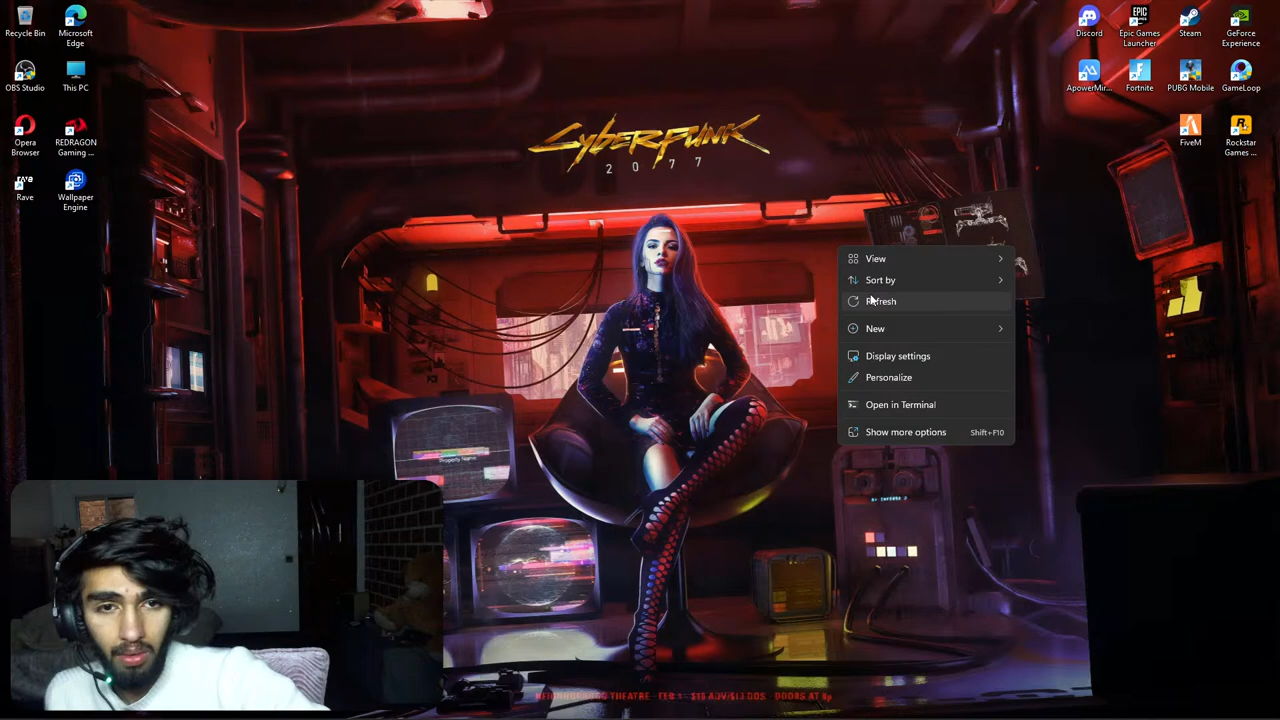 Recycle Bin
Microsoft
Edge
OBS Studio
This PC
Opera
Browser
REDRAGON
Gaming ...
Rave
Wallpaper
Engine
Discord
Epic Games
Launcher
Steam
GeForce
Experience
ApowerMir...
Fortnite
PUBG Mobile
GameLoop
FiveM
Rockstar
Games ...
CYBERPUNK
2077
View
Sort by
Refresh
New
Display settings
Personalize
Open in Terminal
Show more options Shift+F10
Property Name